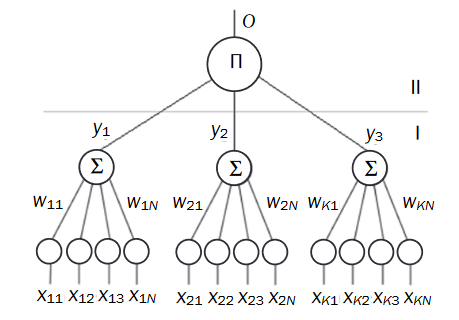 O
Π
II
y₁ y₂ y₃ I
Σ Σ Σ
w₁₁ w₁N w₂₁ w₂N wK₁ wKN
x₁₁ x₁₂ x₁₃ x₁N x₂₁ x₂₂ x₂₃ x₂N xK₁ xK₂ xK₃ xKN